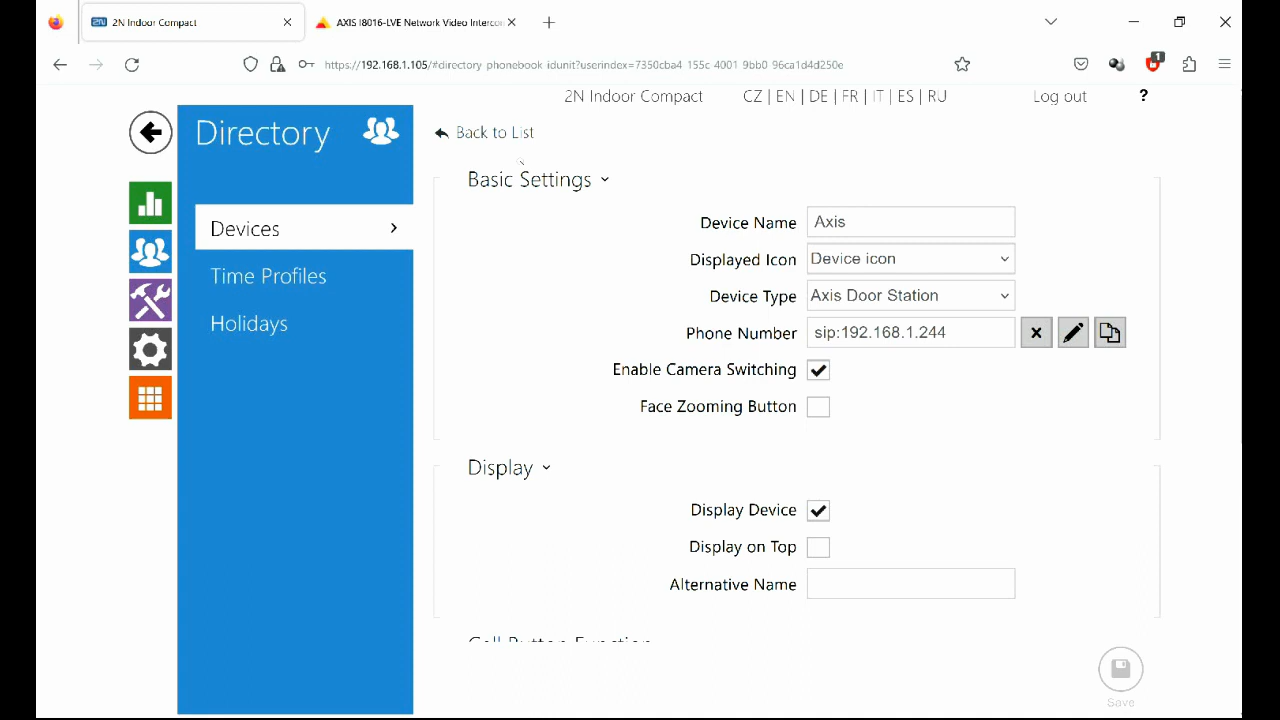 2N Indoor Compact
AXIS I8016-LVE Network Video Interco
https://192.168.1.105/#directory phonebook idunit?userindex=7350cba4 155c 4001 9bb0 96ca1d4d250e
1
2N Indoor Compact
CZ | EN | DE | FR | IT | ES | RU
Log out
?
Directory
Devices
Time Profiles
Holidays
Back to List
Basic Settings
Device Name
Axis
Displayed Icon
Device icon
Device Type
Axis Door Station
Phone Number
sip:192.168.1.244
Enable Camera Switching
Face Zooming Button
Display
Display Device
Display on Top
Alternative Name
Call Button Function
Save